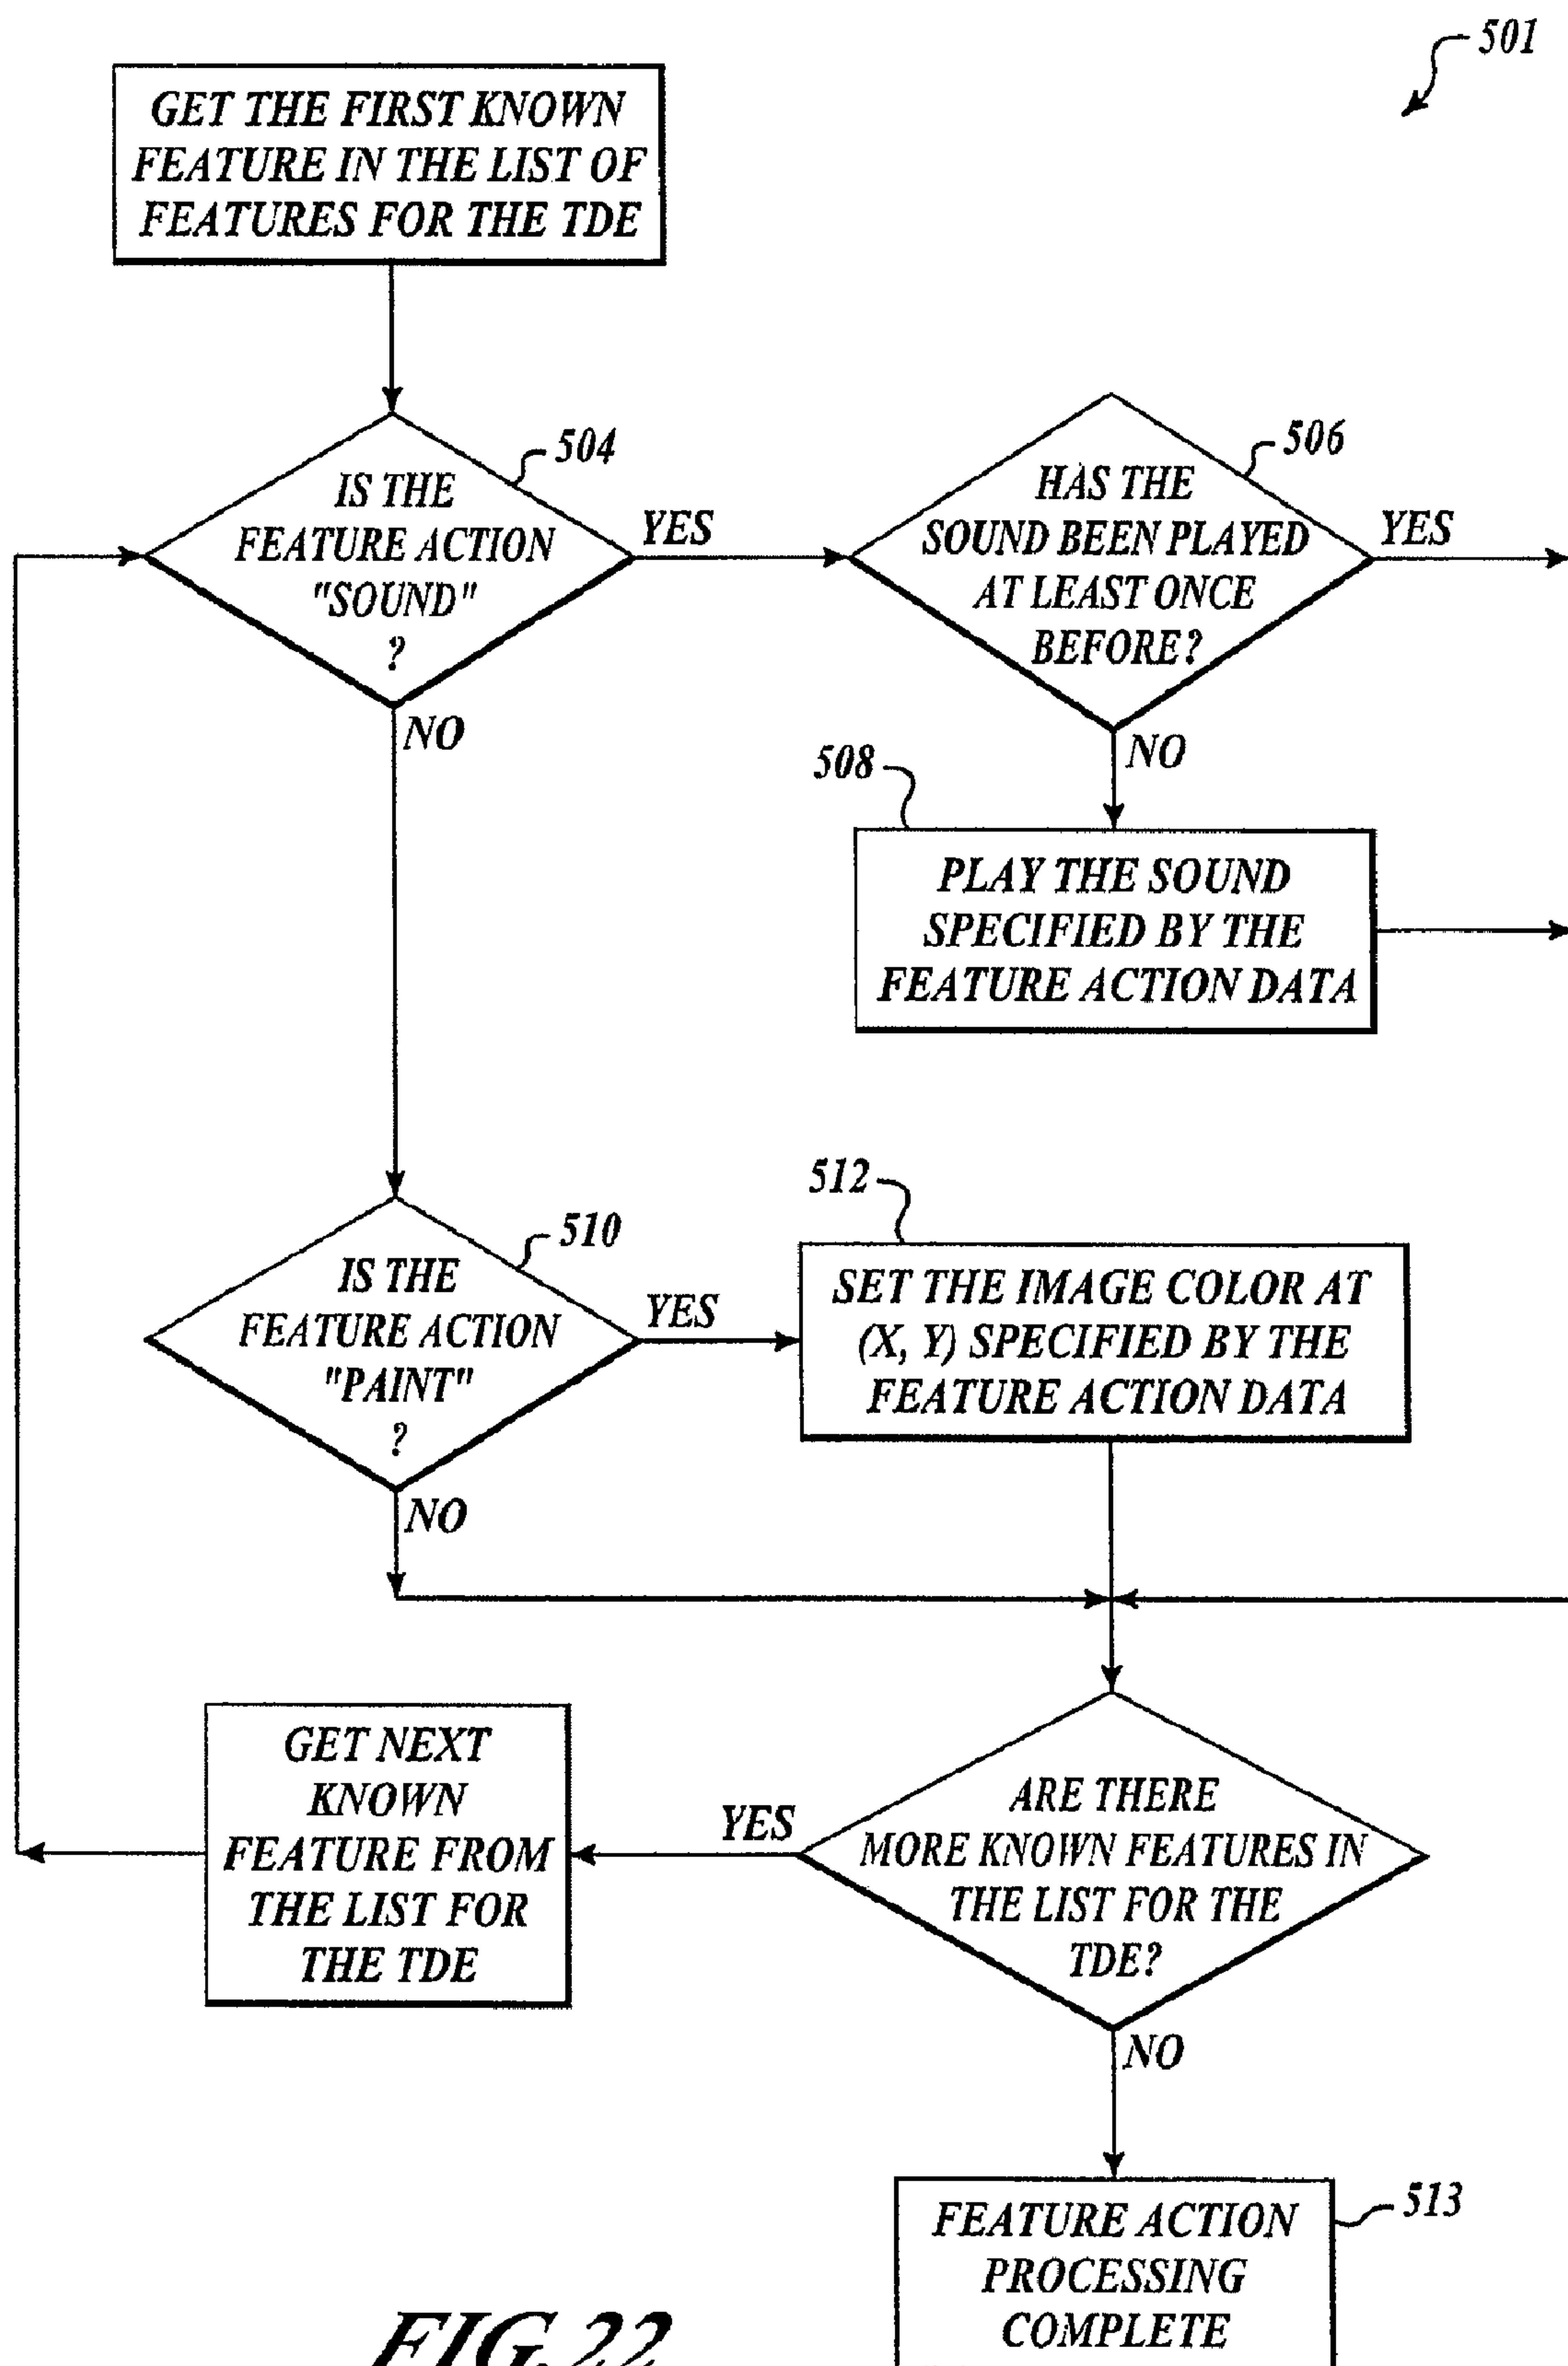 501
GET THE FIRST KNOWN
FEATURE IN THE LIST OF
FEATURES FOR THE TDE
504
IS THE
FEATURE ACTION
"SOUND"
?
YES
NO
506
HAS THE
SOUND BEEN PLAYED
AT LEAST ONCE
BEFORE?
YES
NO
508
PLAY THE SOUND
SPECIFIED BY THE
FEATURE ACTION DATA
510
IS THE
FEATURE ACTION
"PAINT"
?
YES
NO
512
SET THE IMAGE COLOR AT
(X, Y) SPECIFIED BY THE
FEATURE ACTION DATA
ARE THERE
MORE KNOWN FEATURES IN
THE LIST FOR THE
TDE?
YES
NO
GET NEXT
KNOWN
FEATURE FROM
THE LIST FOR
THE TDE
513
FEATURE ACTION
PROCESSING
COMPLETE
FIG.22